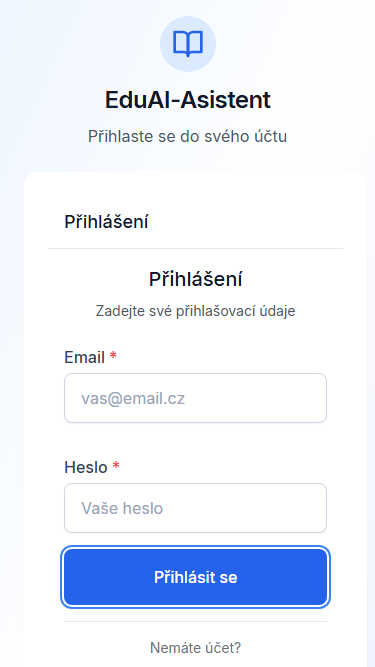 EduAI-Asistent
Přihlaste se do svého účtu
Přihlášení
Přihlášení
Zadejte své přihlašovací údaje
Email *
vas@email.cz
Heslo *
Vaše heslo
Přihlásit se
Nemáte účet?